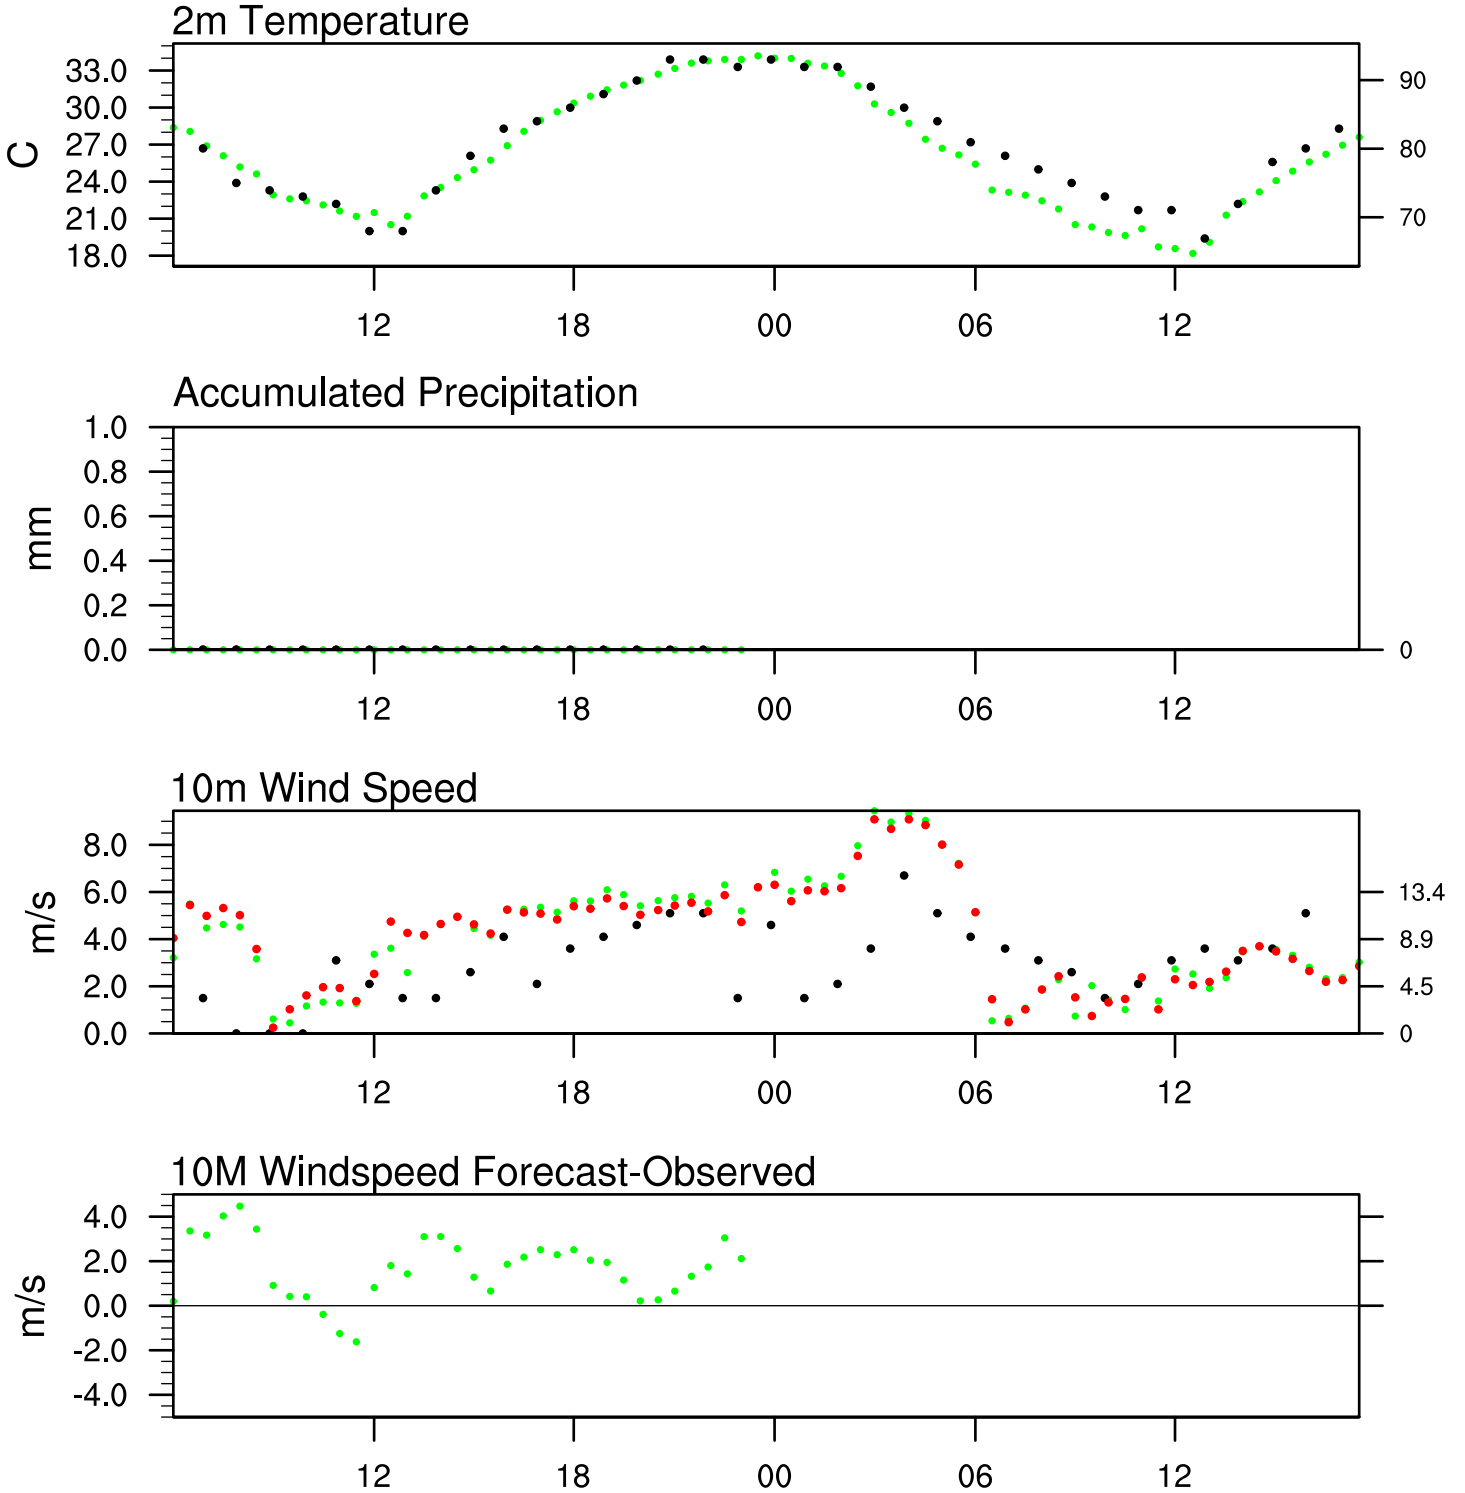 2m Temperature
33.0
30.0
27.0
24.0
21.0
18.0
C
90
80
70
12 18 00 06 12
Accumulated Precipitation
1.0
0.8
0.6
0.4
0.2
0.0
mm
0
12 18 00 06 12
10m Wind Speed
8.0
6.0
4.0
2.0
0.0
m/s
13.4
8.9
4.5
0
12 18 00 06 12
10M Windspeed Forecast-Observed
4.0
2.0
0.0
-2.0
-4.0
m/s
12 18 00 06 12